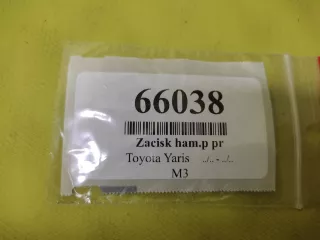 66038
Zacisk ham.p pr
Toyota Yaris ../.. - ../..
M3